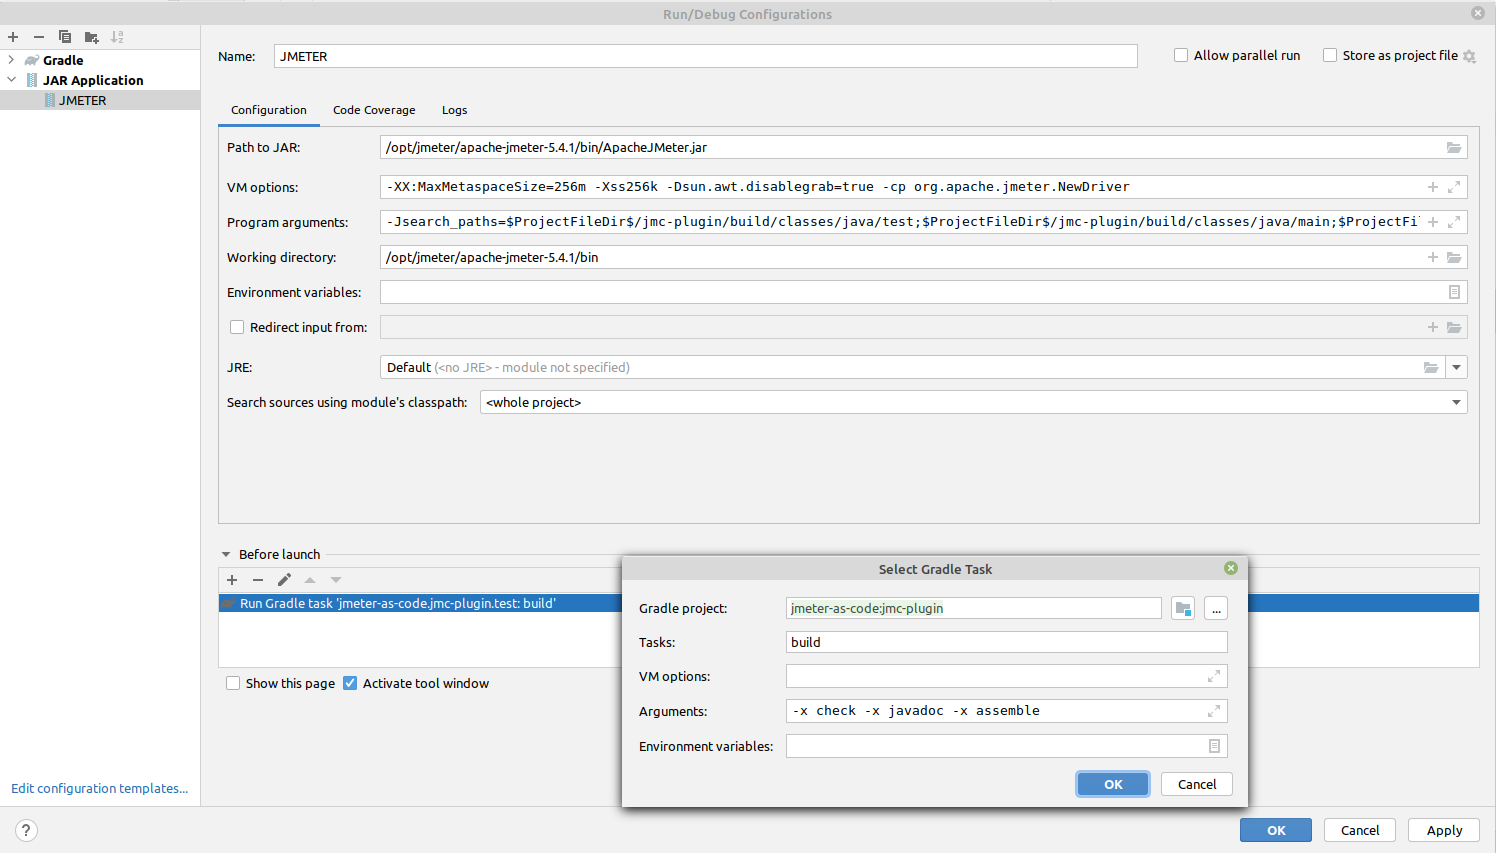 Run/Debug Configurations
Gradle
JAR Application
JMETER
Name: JMETER
Allow parallel run
Store as project file
Configuration Code Coverage Logs
Path to JAR: /opt/jmeter/apache-jmeter-5.4.1/bin/ApacheJMeter.jar
VM options: -XX:MaxMetaspaceSize=256m -Xss256k -Dsun.awt.disablegrab=true -cp org.apache.jmeter.NewDriver
Program arguments: -Jsearch_paths=$ProjectFileDir$/jmc-plugin/build/classes/java/test;$ProjectFileDir$/jmc-plugin/build/classes/java/main;$ProjectFil
Working directory: /opt/jmeter/apache-jmeter-5.4.1/bin
Environment variables:
Redirect input from:
JRE: Default (<no JRE> - module not specified)
Search sources using module's classpath: <whole project>
Before launch
Run Gradle task 'jmeter-as-code.jmc-plugin.test: build'
Show this page Activate tool window
Select Gradle Task
Gradle project: jmeter-as-code:jmc-plugin ...
Tasks: build
VM options:
Arguments: -x check -x javadoc -x assemble
Environment variables:
OK Cancel
Edit configuration templates...
? OK Cancel Apply